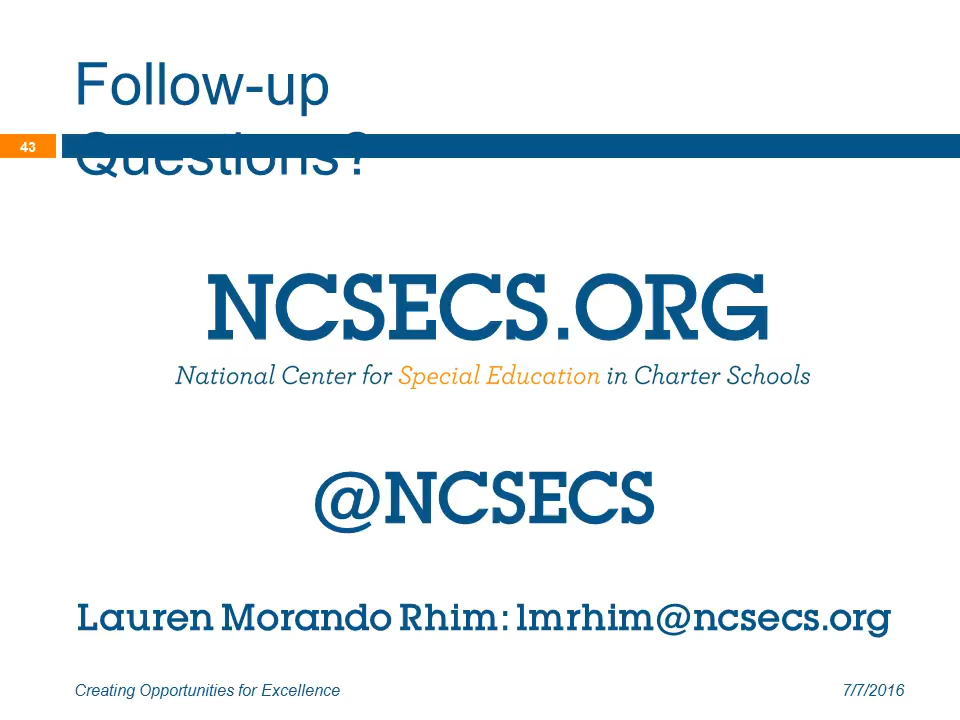 Follow-up
Questions?
43
NCSECS.ORG
National Center for Special Education in Charter Schools
@NCSECS
Lauren Morando Rhim: lmrhim@ncsecs.org
Creating Opportunities for Excellence
7/7/2016